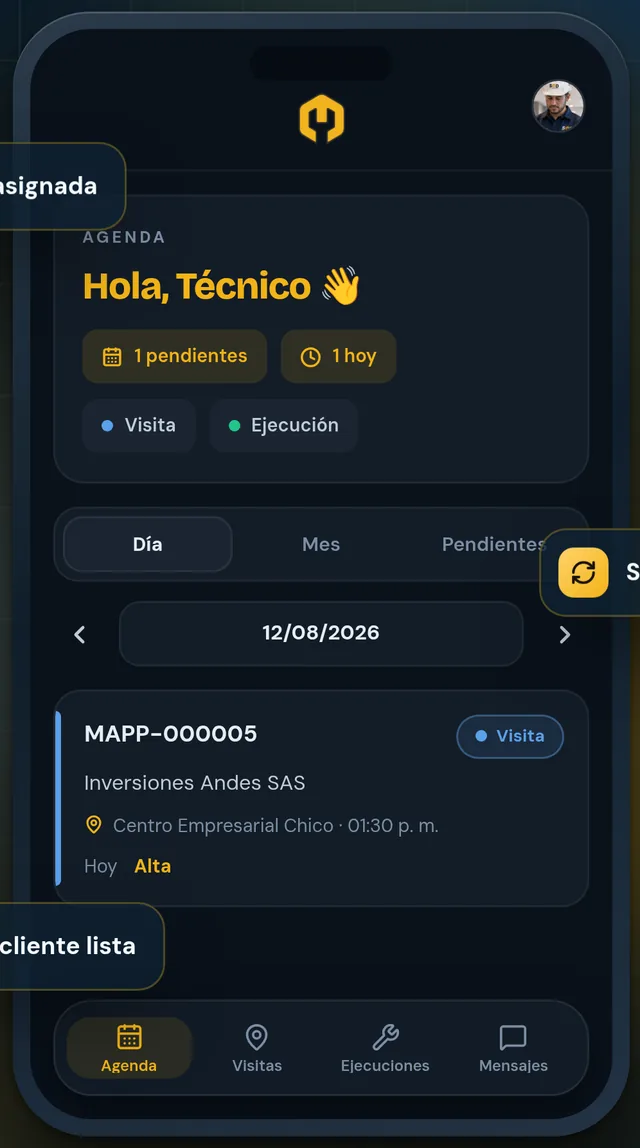 asignada
AGENDA
Hola, Técnico 👋
1 pendientes
1 hoy
Visita
Ejecución
Día
Mes
Pendientes
S
12/08/2026
MAPP-000005
Visita
Inversiones Andes SAS
Centro Empresarial Chico · 01:30 p. m.
Hoy Alta
cliente lista
Agenda
Visitas
Ejecuciones
Mensajes